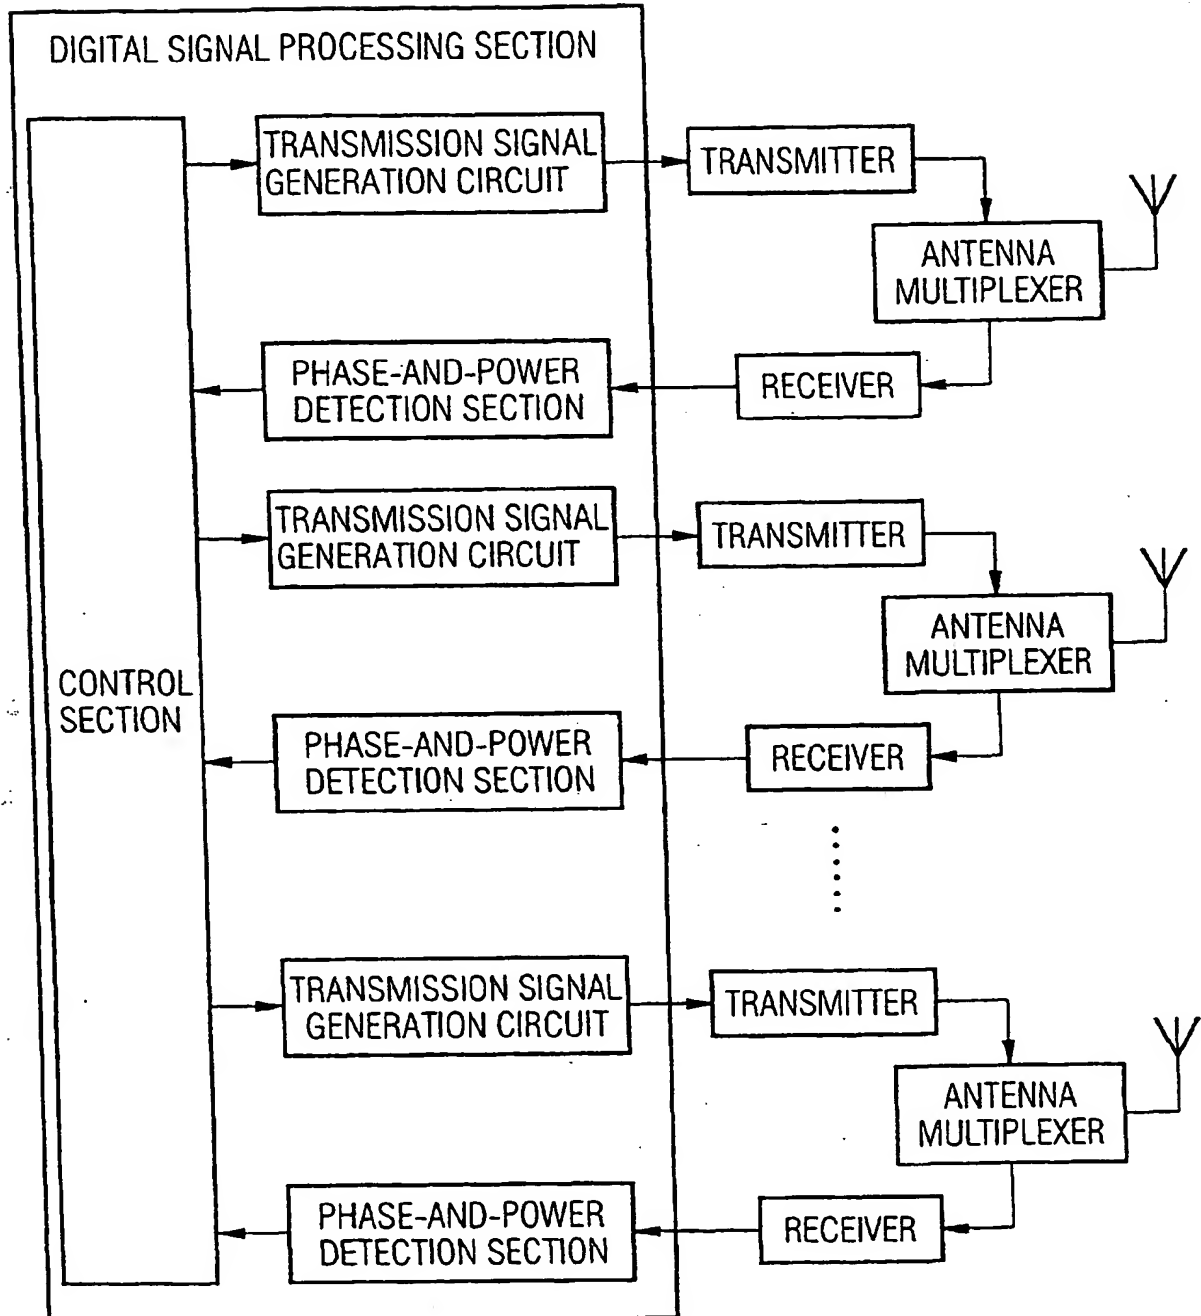 DIGITAL SIGNAL PROCESSING SECTION
TRANSMISSION SIGNAL
GENERATION CIRCUIT
TRANSMITTER
ANTENNA
MULTIPLEXER
PHASE-AND-POWER
DETECTION SECTION
RECEIVER
TRANSMISSION SIGNAL
GENERATION CIRCUIT
TRANSMITTER
ANTENNA
MULTIPLEXER
CONTROL
SECTION
PHASE-AND-POWER
DETECTION SECTION
RECEIVER
TRANSMISSION SIGNAL
GENERATION CIRCUIT
TRANSMITTER
ANTENNA
MULTIPLEXER
PHASE-AND-POWER
DETECTION SECTION
RECEIVER